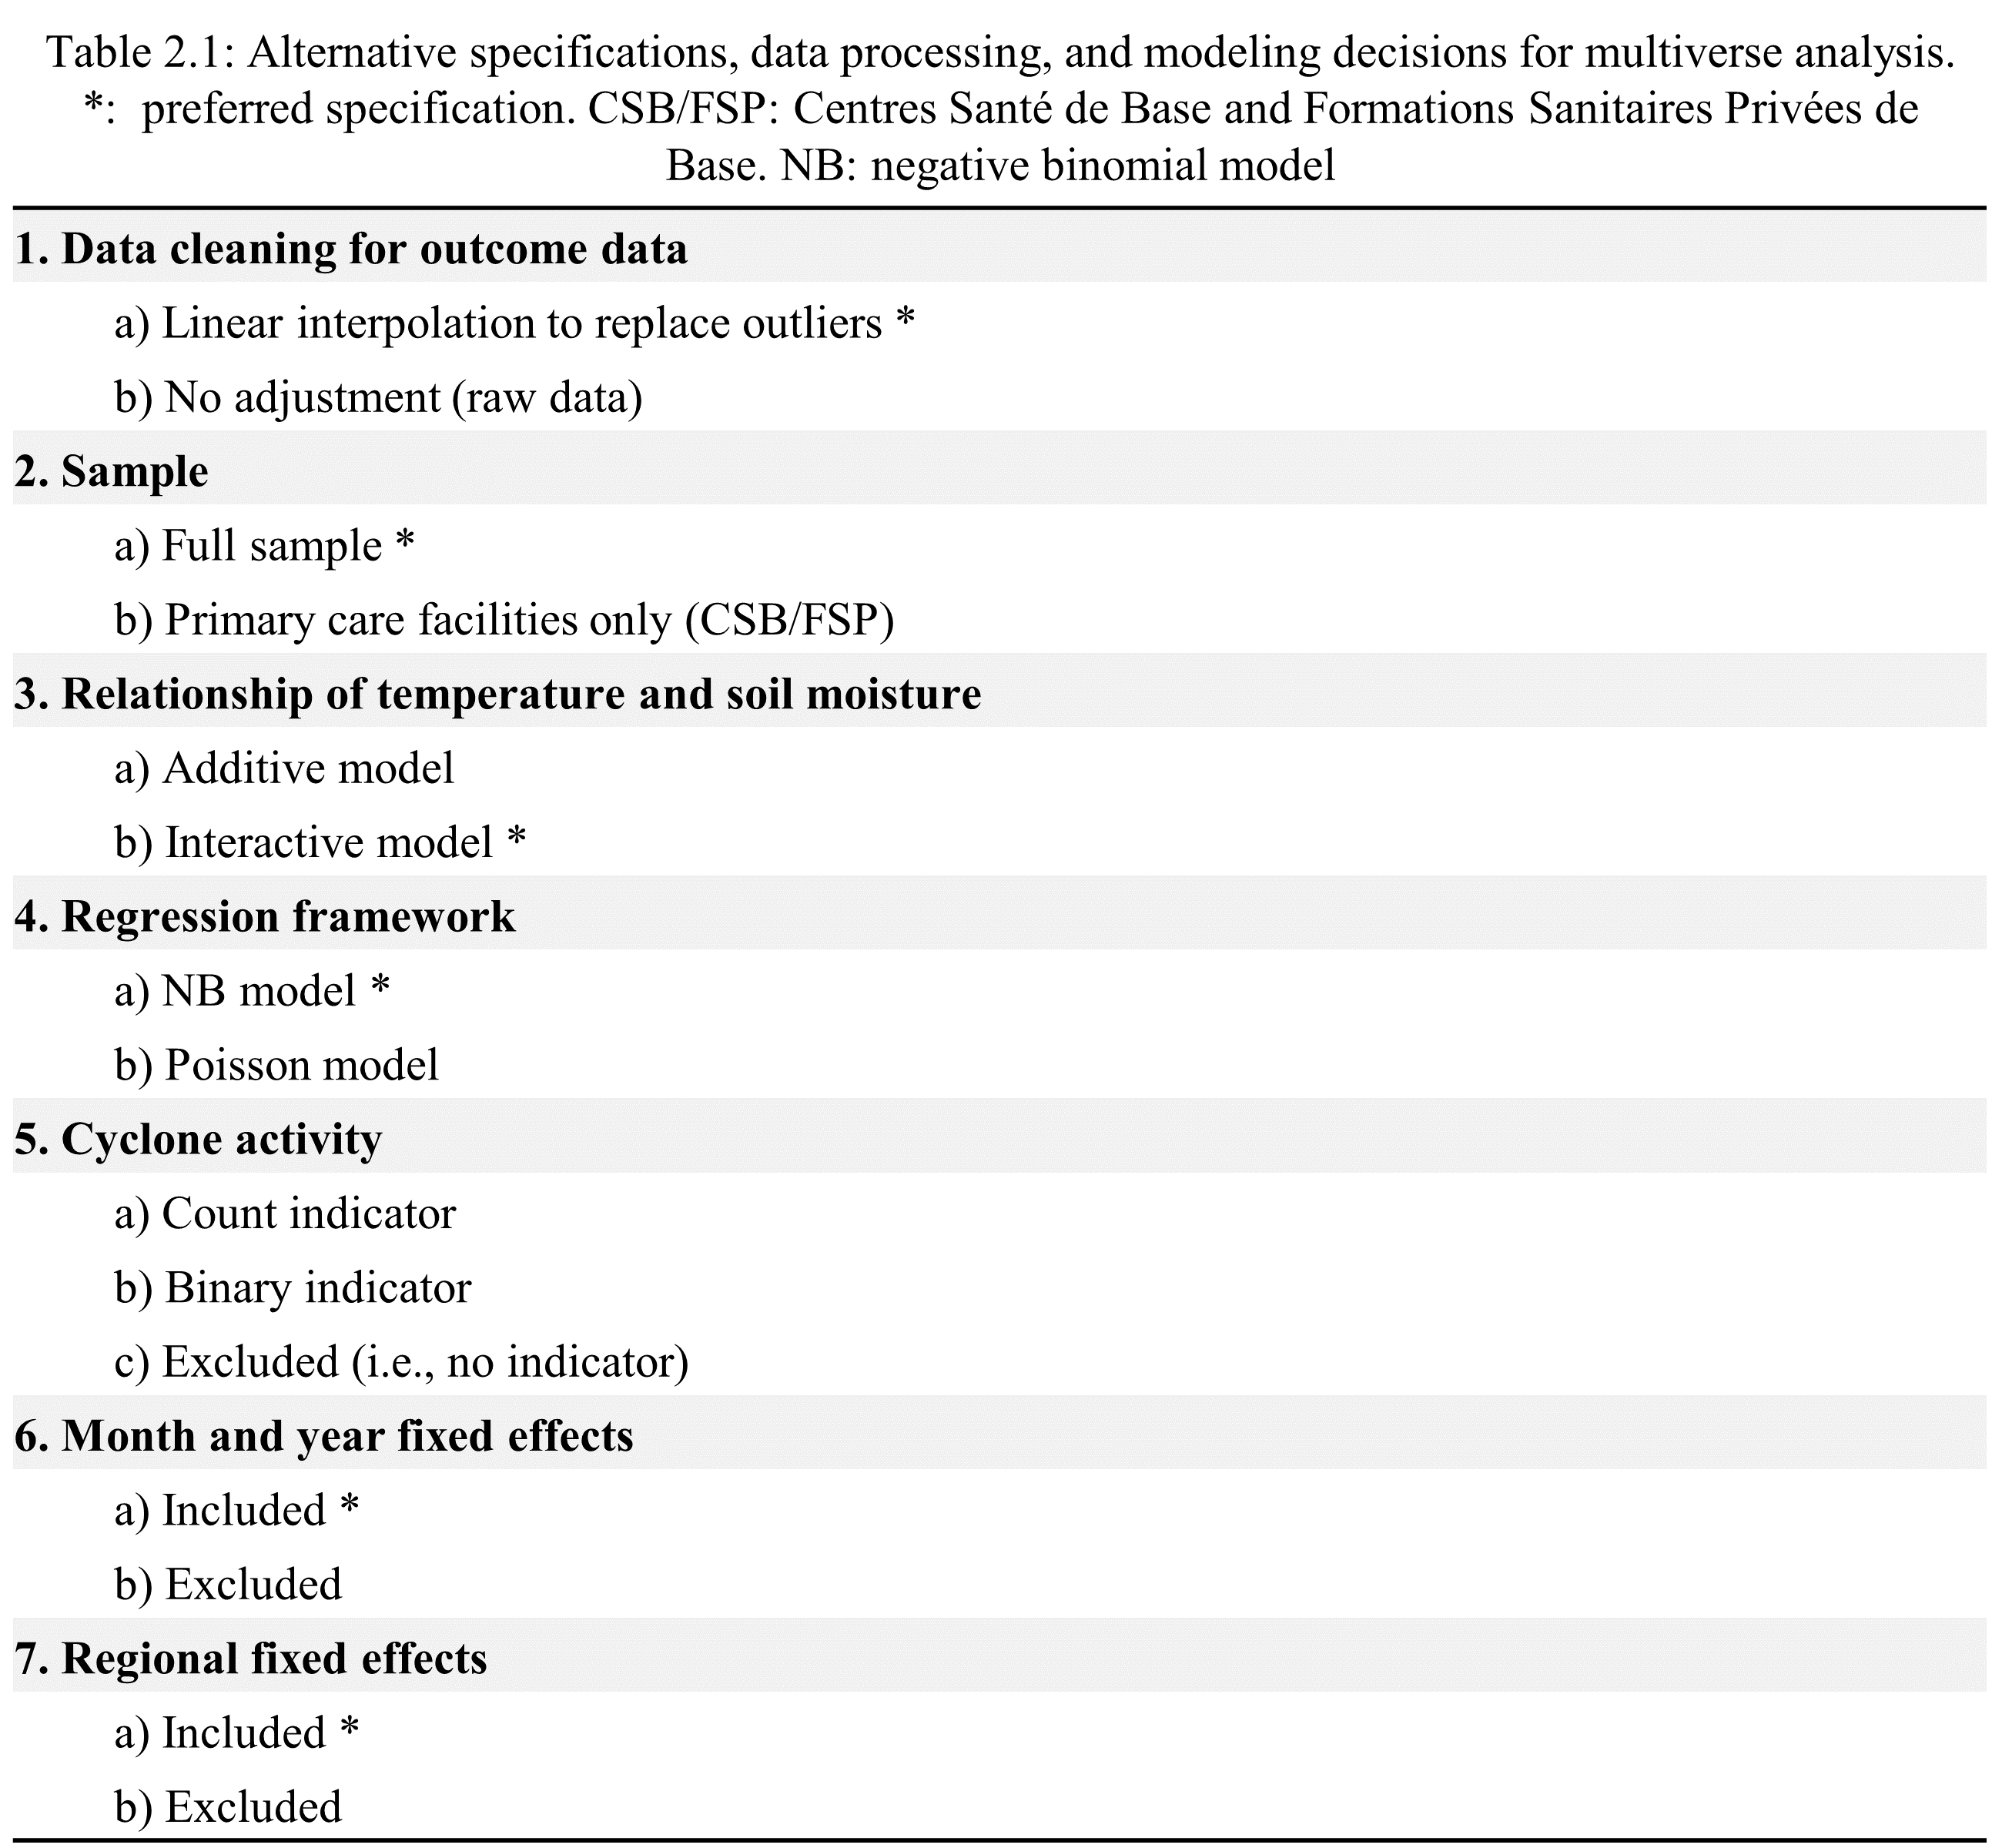 Table 2.1: Alternative specifications, data processing, and modeling decisions for multiverse analysis.
*: preferred specification. CSB/FSP: Centres Santé de Base and Formations Sanitaires Privées de
Base. NB: negative binomial model
1. Data cleaning for outcome data
a) Linear interpolation to replace outliers *
b) No adjustment (raw data)
2. Sample
a) Full sample *
b) Primary care facilities only (CSB/FSP)
3. Relationship of temperature and soil moisture
a) Additive model
b) Interactive model *
4. Regression framework
a) NB model *
b) Poisson model
5. Cyclone activity
a) Count indicator
b) Binary indicator
c) Excluded (i.e., no indicator)
6. Month and year fixed effects
a) Included *
b) Excluded
7. Regional fixed effects
a) Included *
b) Excluded